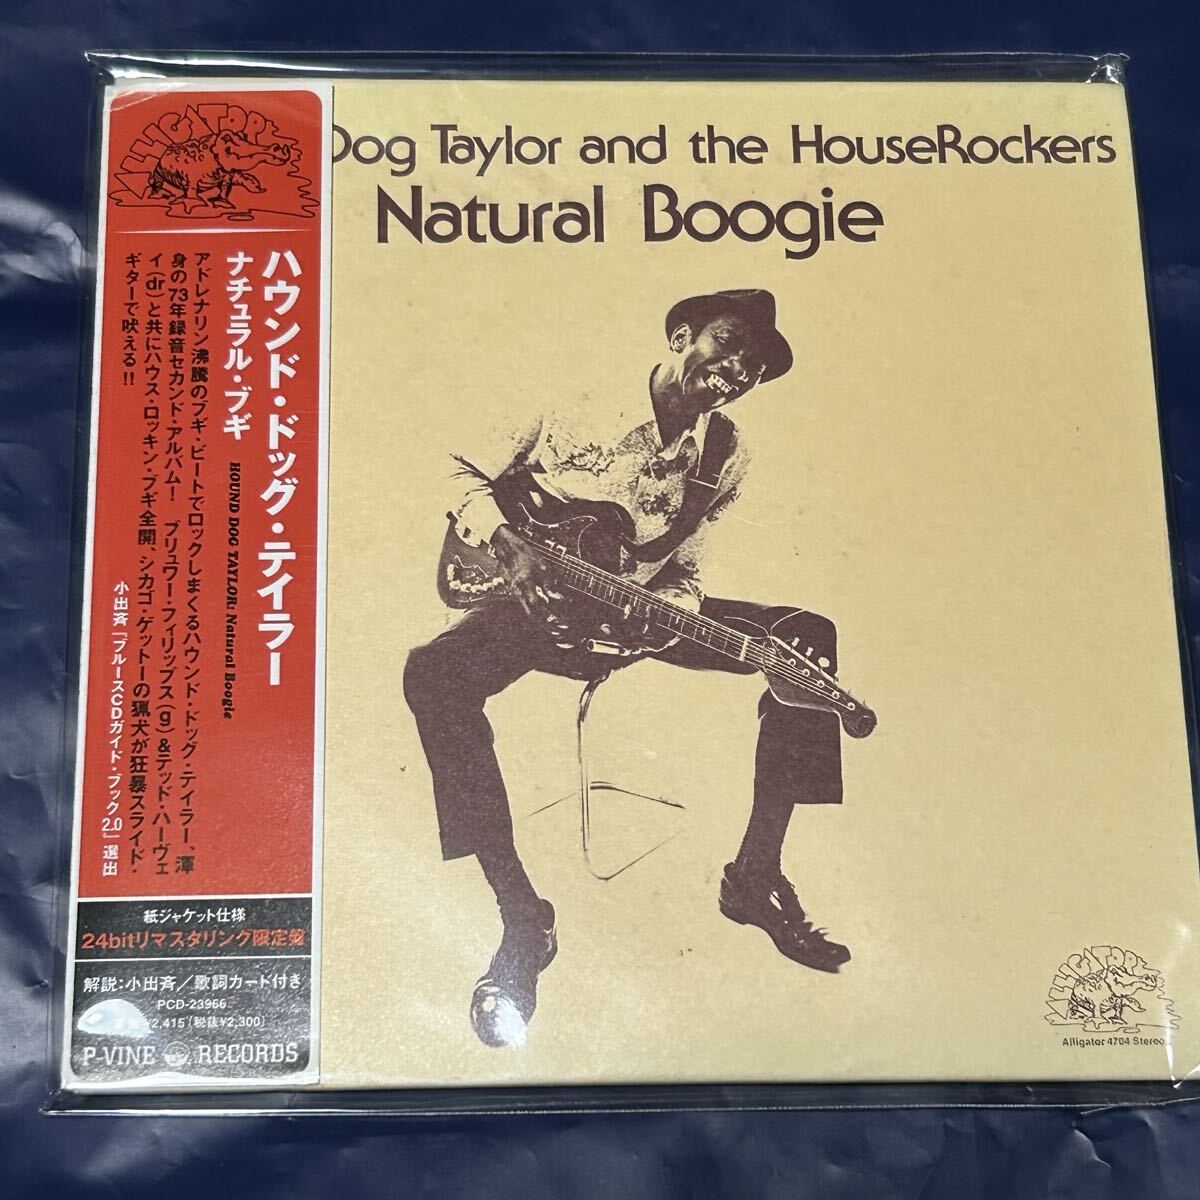 ALLIGATOR
Dog Taylor and the HouseRockers
Natural Boogie
ハウンド・ドッグ・テイラー
ナチュラル・ブギ
HOUND DOG TAYLOR: Natural Boogie
アドレナリン沸騰のブギ・ビートでロックしまくるハウンド・ドッグ・テイラー、渾
身の73年録音セカンド・アルバム! ブリュワー・フィリップス(g)&テッド・ハーヴェ
イ(dr)と共にハウス・ロッキン・ブギ全開、シカゴ・ゲットーの猟犬が狂暴スライド・
ギターで吠える!!
小出斉『ブルースCDガイド・ブック2.0』選出
紙ジャケット仕様
24bitリマスタリング限定盤
解説:小出斉/歌詞カード付き
PCD-23966
¥2,415(税抜¥2,300)
P-VINE RECORDS
ALLIGATOR
Alligator 4704 Stereo